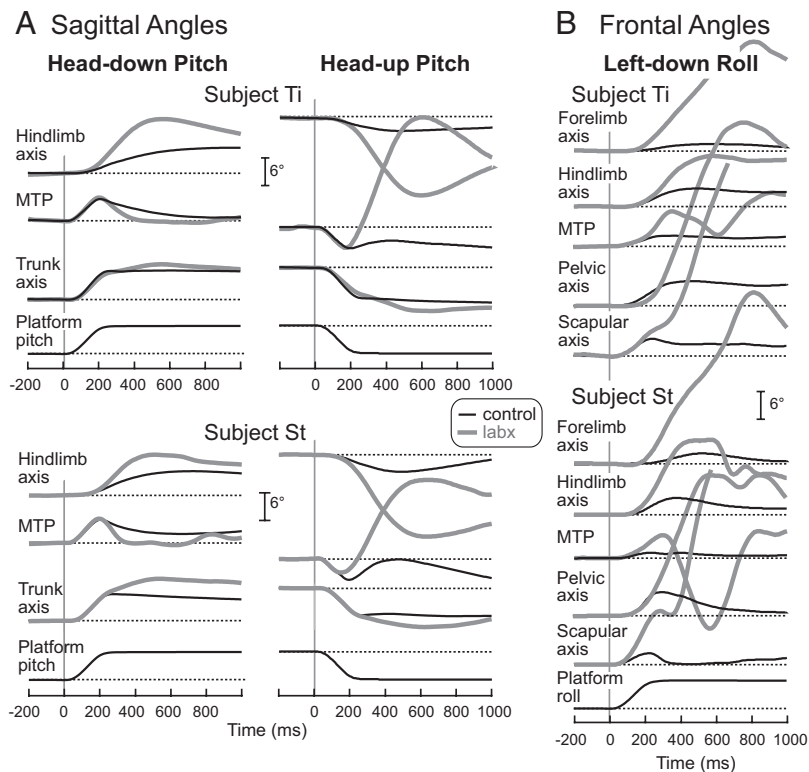 A Sagittal Angles
B Frontal Angles
Head-down Pitch
Head-up Pitch
Left-down Roll
Subject Ti
Hindlimb
axis
6°
MTP
Trunk
axis
Platform
pitch
-200 0 200 400 600 800 1000
0 200 400 600 800 1000
Subject St
control
labx
Hindlimb
axis
6°
MTP
Trunk
axis
Platform
pitch
-200 0 200 400 600 800 1000
0 200 400 600 800 1000
Time (ms)
Subject Ti
Forelimb
axis
Hindlimb
axis
MTP
Pelvic
axis
Scapular
axis
Subject St
6°
Forelimb
axis
Hindlimb
axis
MTP
Pelvic
axis
Scapular
axis
Platform
roll
-200 0 200 400 600 800 1000
Time (ms)